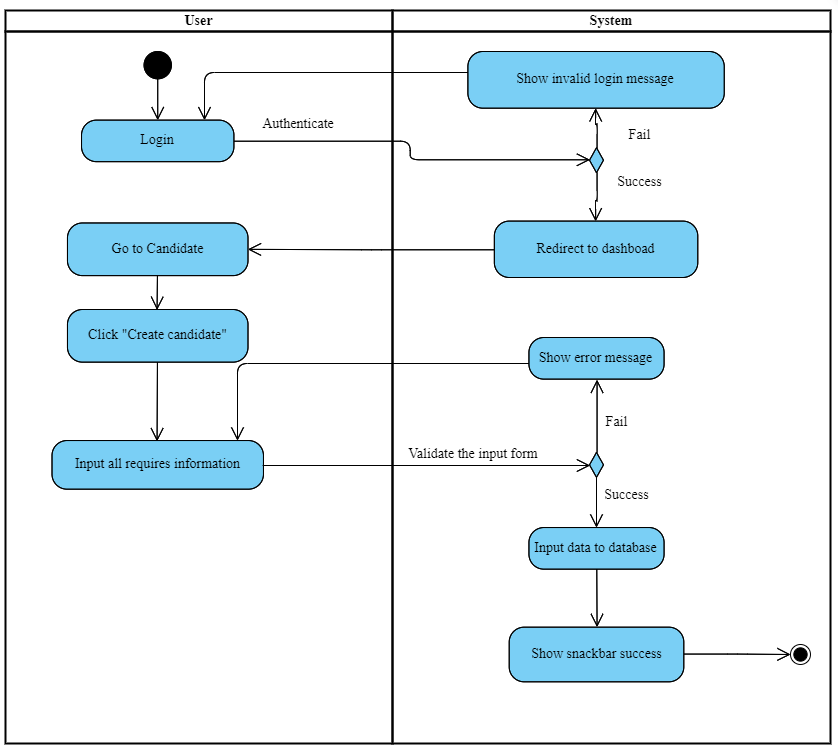 User
System
Show invalid login message
Authenticate
Fail
Login
Success
Go to Candidate
Redirect to dashboad
Click "Create candidate"
Show error message
Fail
Validate the input form
Input all requires information
Success
Input data to database
Show snackbar success